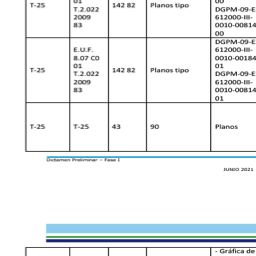 01
T-25
T.2.022
2009
83
142 82
Planos tipo
00
DGPM-09-E
612000-III-
0010-00814
00
T-25
E.U.F.
8.07 C0
01
T.2.022
2009
83
142 82
Planos tipo
DGPM-09-E
612000-III-
0010-00184
01
DGPM-09-E
612000-III-
0010-00814
01
T-25
T-25
43
90
Planos
Dictamen Preliminar – Fase I
JUNIO 2021
- Gráfica de